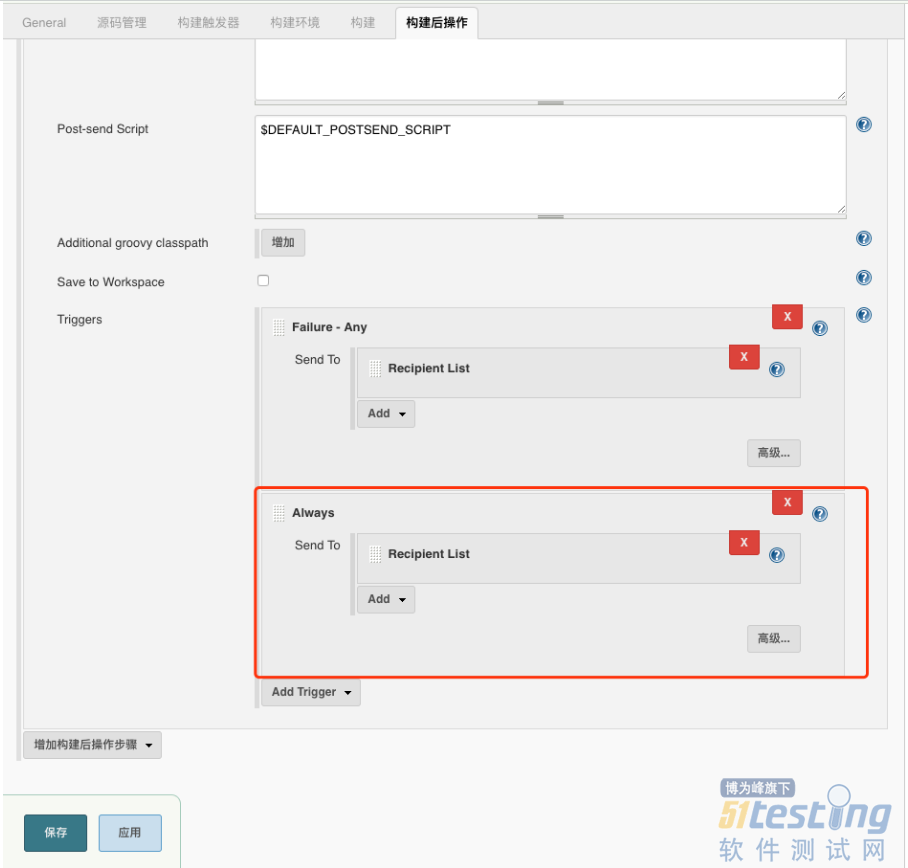 General 源码管理 构建触发器 构建环境 构建 构建后操作
Post-send Script
$DEFAULT_POSTSEND_SCRIPT
Additional groovy classpath
增加
Save to Workspace
Triggers
Failure - Any
X
Send To
Recipient List
X
Add
高级...
Always
X
Send To
Recipient List
X
Add
高级...
Add Trigger
增加构建后操作步骤
保存
应用
博为峰旗下
51testing
软件测试网